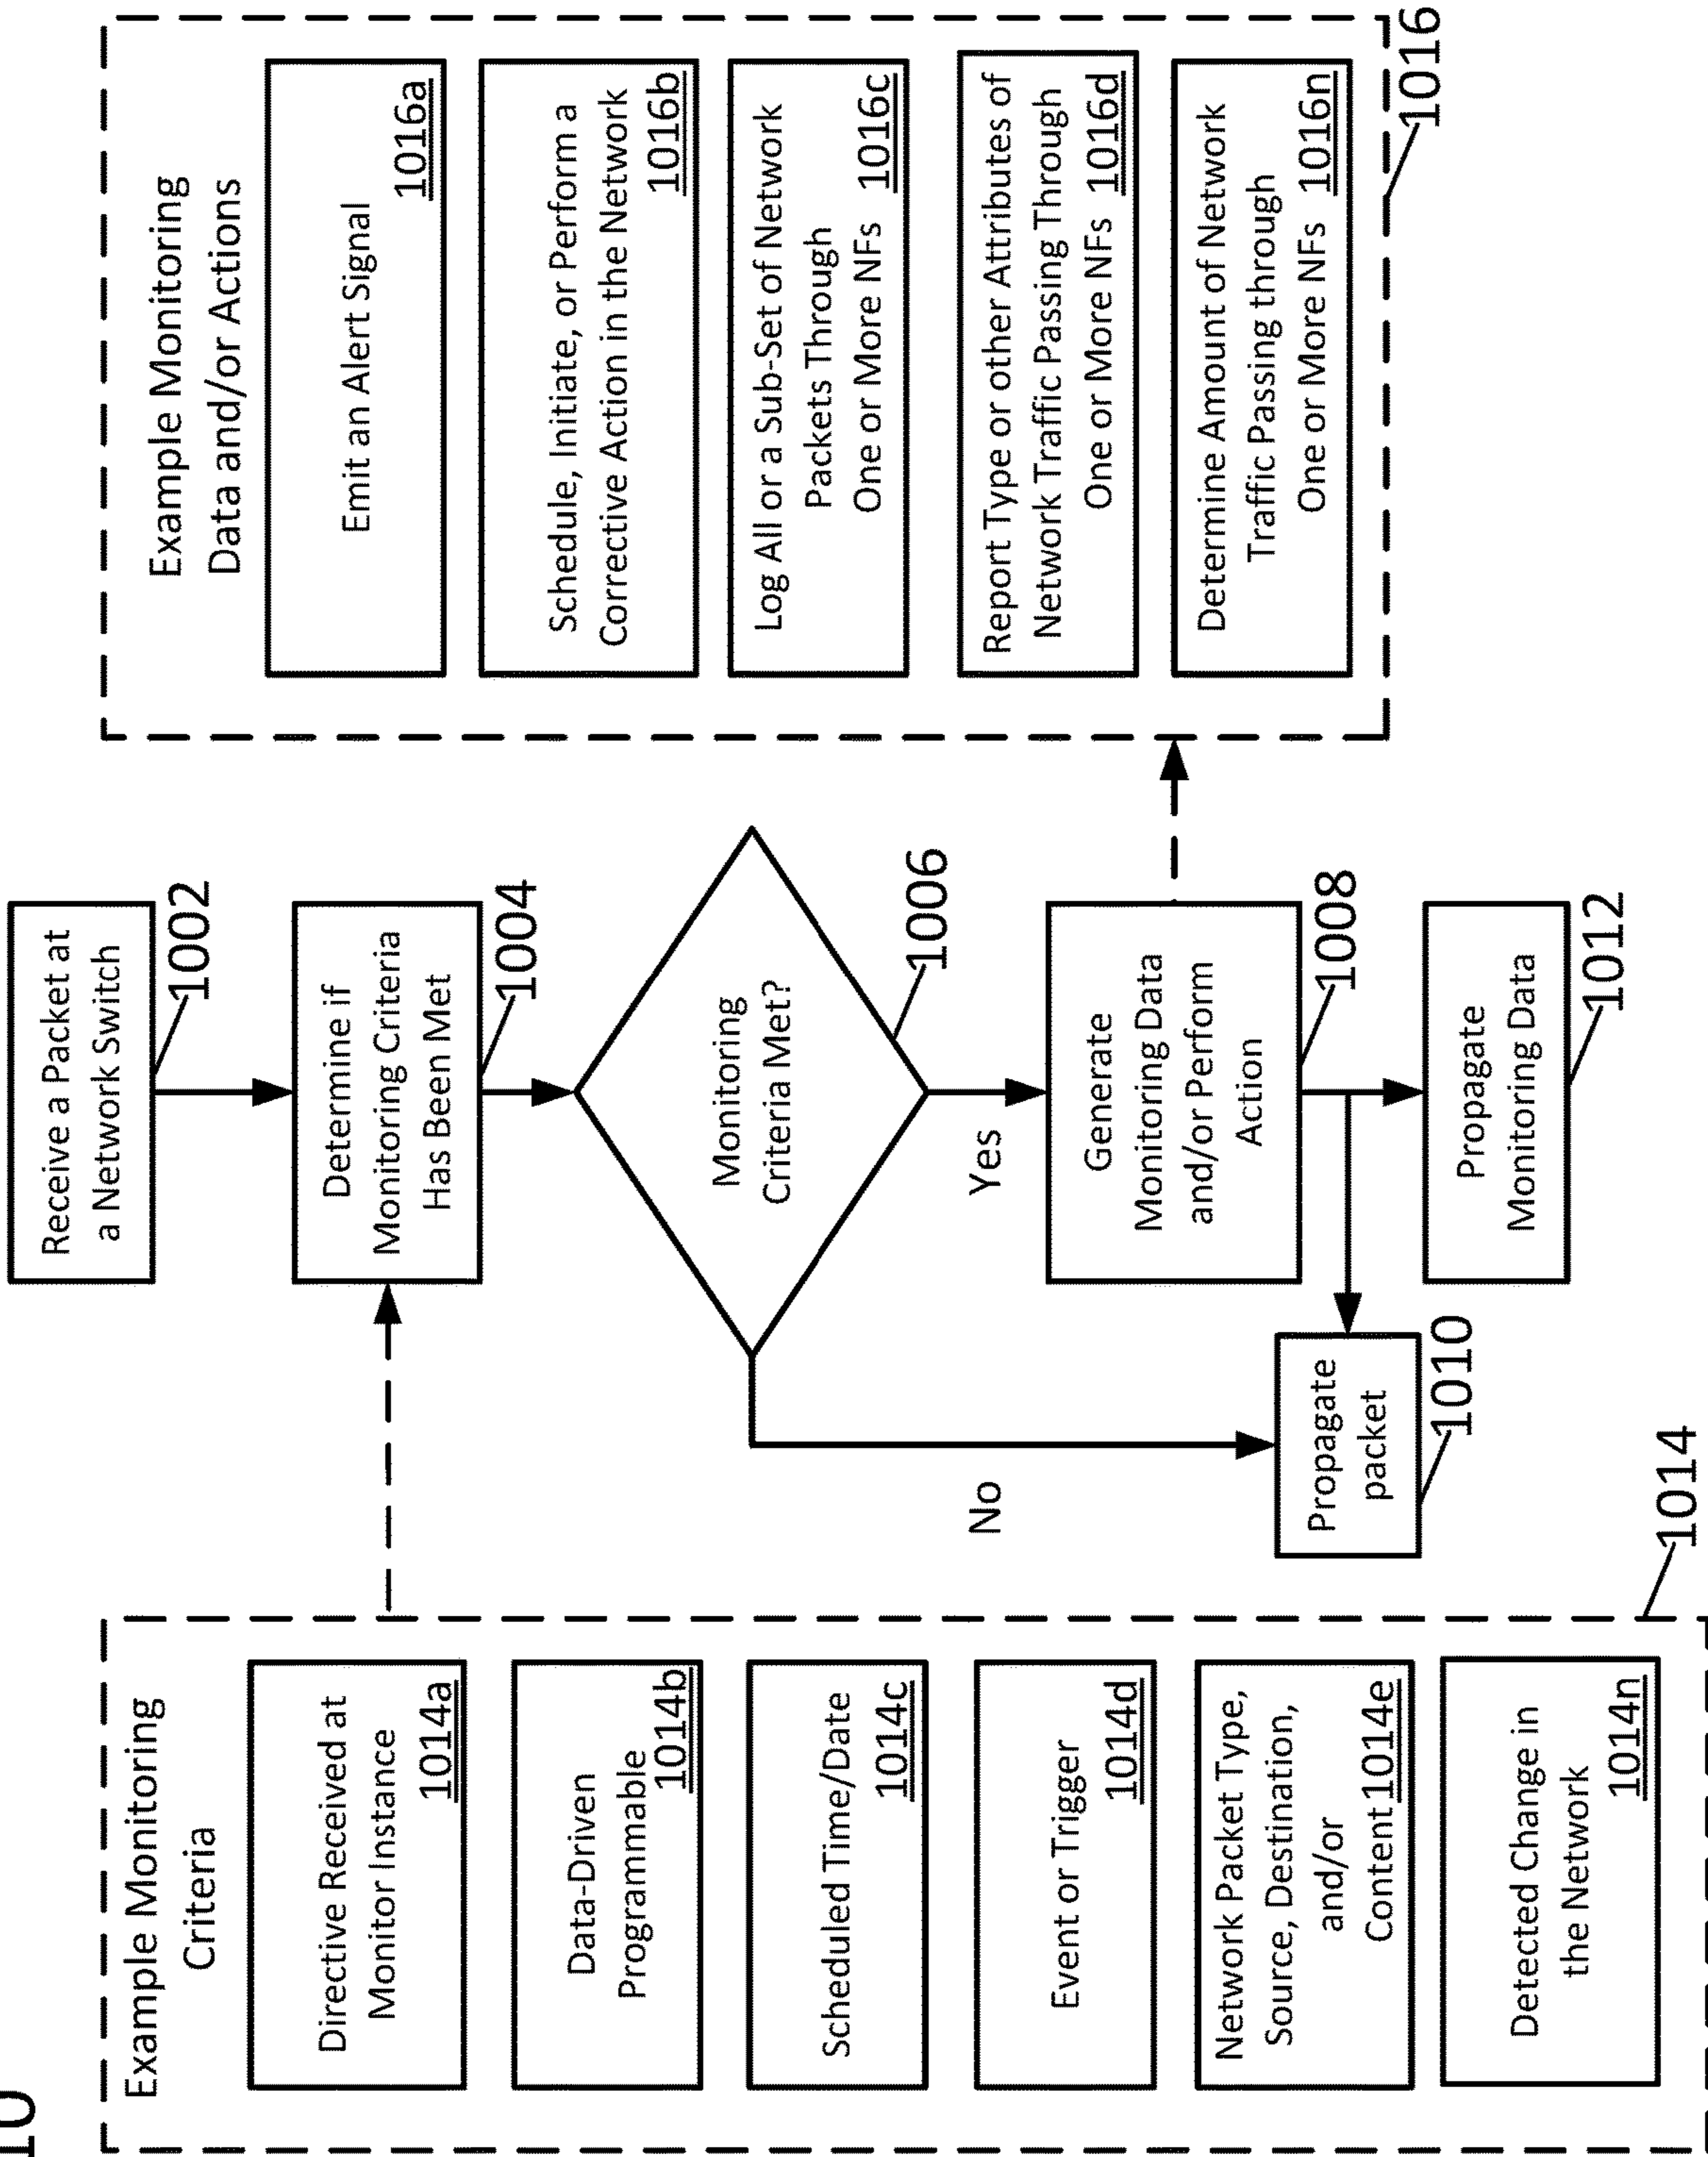 10
Example Monitoring
Criteria
Directive Received at
Monitor Instance
1014a
Data-Driven
Programmable
1014b
Scheduled Time/Date
1014c
Event or Trigger
1014d
Network Packet Type,
Source, Destination,
and/or
Content 1014e
Detected Change in
the Network
1014n
1014
Receive a Packet at
a Network Switch
1002
Determine if
Monitoring Criteria
Has Been Met
1004
Monitoring
Criteria Met?
1006
No
Yes
Generate
Monitoring Data
and/or Perform
Action
1008
Propagate
packet
1010
Propagate
Monitoring Data
1012
Example Monitoring
Data and/or Actions
Emit an Alert Signal
1016a
Schedule, Initiate, or Perform a
Corrective Action in the Network
1016b
Log All or a Sub-Set of Network
Packets Through
One or More NFs 1016c
Report Type or other Attributes of
Network Traffic Passing Through
One or More NFs 1016d
Determine Amount of Network
Traffic Passing through
One or More NFs 1016n
1016